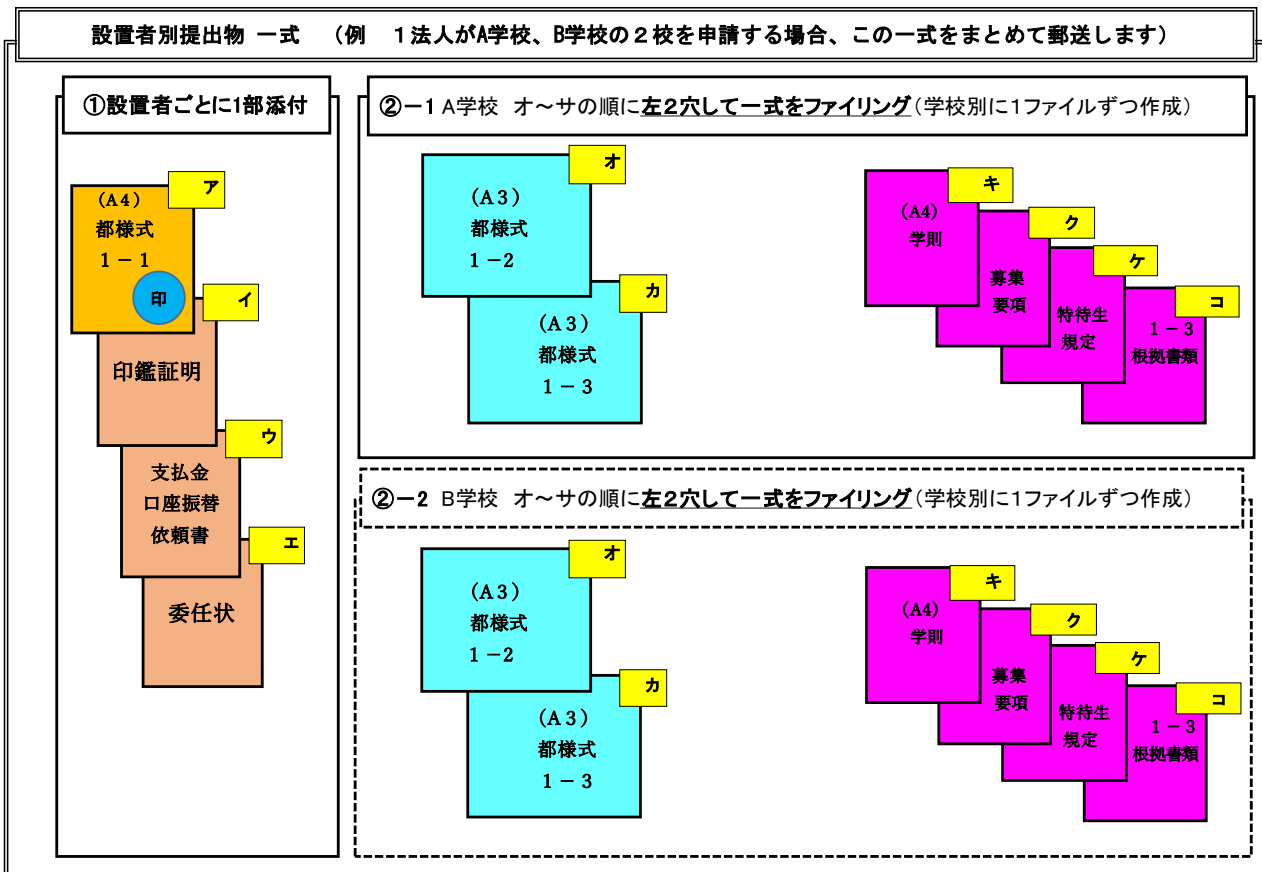 設置者別提出物 一式 （例 １法人がA学校、B学校の２校を申請する場合、この一式をまとめて郵送します）
①設置者ごとに1部添付
ア
(A4)
都様式
1－1
印
イ
印鑑証明
ウ
支払金
口座振替
依頼書
エ
委任状
②－1 A学校 オ～サの順に左２穴して一式をファイリング（学校別に1ファイルずつ作成）
オ
(A3)
都様式
1－2
カ
(A3)
都様式
1－3
キ
(A4)
学則
ク
募集
要項
ケ
特待生
規定
コ
1－3
根拠書類
②－2 B学校 オ～サの順に左２穴して一式をファイリング（学校別に1ファイルずつ作成）
オ
(A3)
都様式
1－2
カ
(A3)
都様式
1－3
キ
(A4)
学則
ク
募集
要項
ケ
特待生
規定
コ
1－3
根拠書類